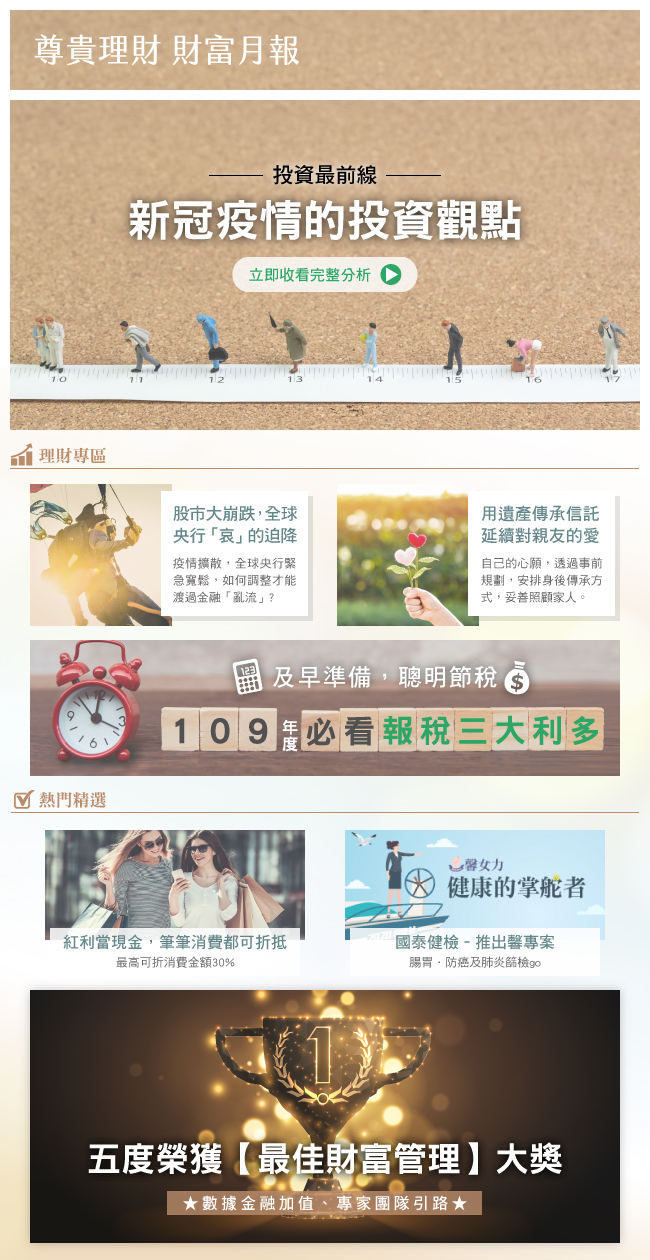 尊貴理財 財富月報
投資最前線
新冠疫情的投資觀點
立即收看完整分析
10 11 12 13 14 15 16 17
理財專區
股市大崩跌，全球
央行「哀」的迫降
疫情擴散，全球央行緊
急寬鬆，如何調整才能
渡過金融「亂流」？
用遺產傳承信託
延續對親友的愛
自己的心願，透過事前
規劃，安排身後傳承方
式，妥善照顧家人。
及早準備，聰明節稅
109年度必看報稅三大利多
熱門精選
紅利當現金，筆筆消費都可折抵
最高可折消費金額30%
馨女力
健康的掌舵者
國泰健檢 - 推出馨專案
腸胃．防癌及肺炎篩檢go
1
五度榮獲【最佳財富管理】大獎
★數據金融加值、專家團隊引路★